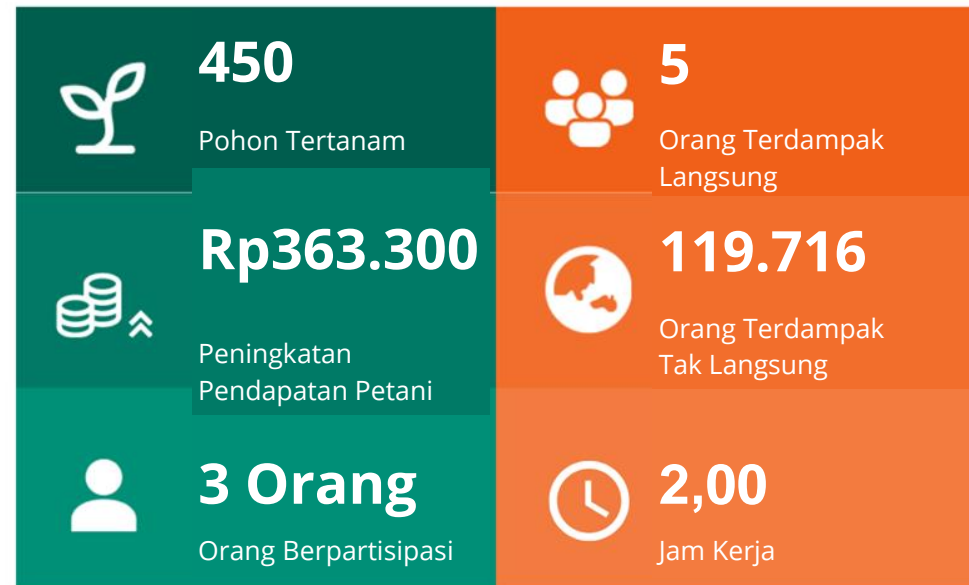 450
Pohon Tertanam
5
Orang Terdampak
Langsung
Rp363.300
Peningkatan
Pendapatan Petani
119.716
Orang Terdampak
Tak Langsung
3 Orang
Orang Berpartisipasi
2,00
Jam Kerja